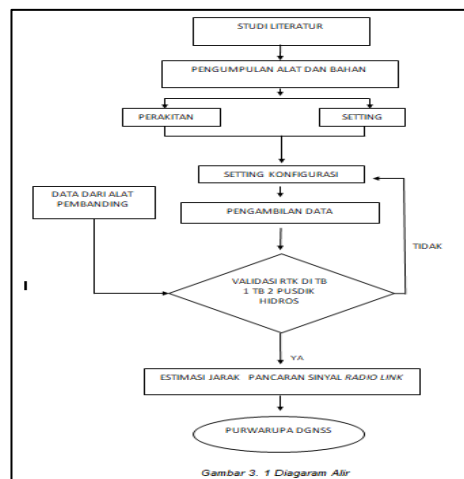 STUDI LITERATUR
PENGUMPULAN ALAT DAN BAHAN
PERAKITAN
SETTING
SETTING KONFIGURASI
DATA DARI ALAT
PEMBANDING
PENGAMBILAN DATA
TIDAK
VALIDASI RTK DI TB
1 TB 2 PUSDIK
HIDROS
YA
ESTIMASI JARAK PANCARAN SINYAL RADIO LINK
PURWARUPA DGNSS
Gambar 3. 1 Diagaram Alir